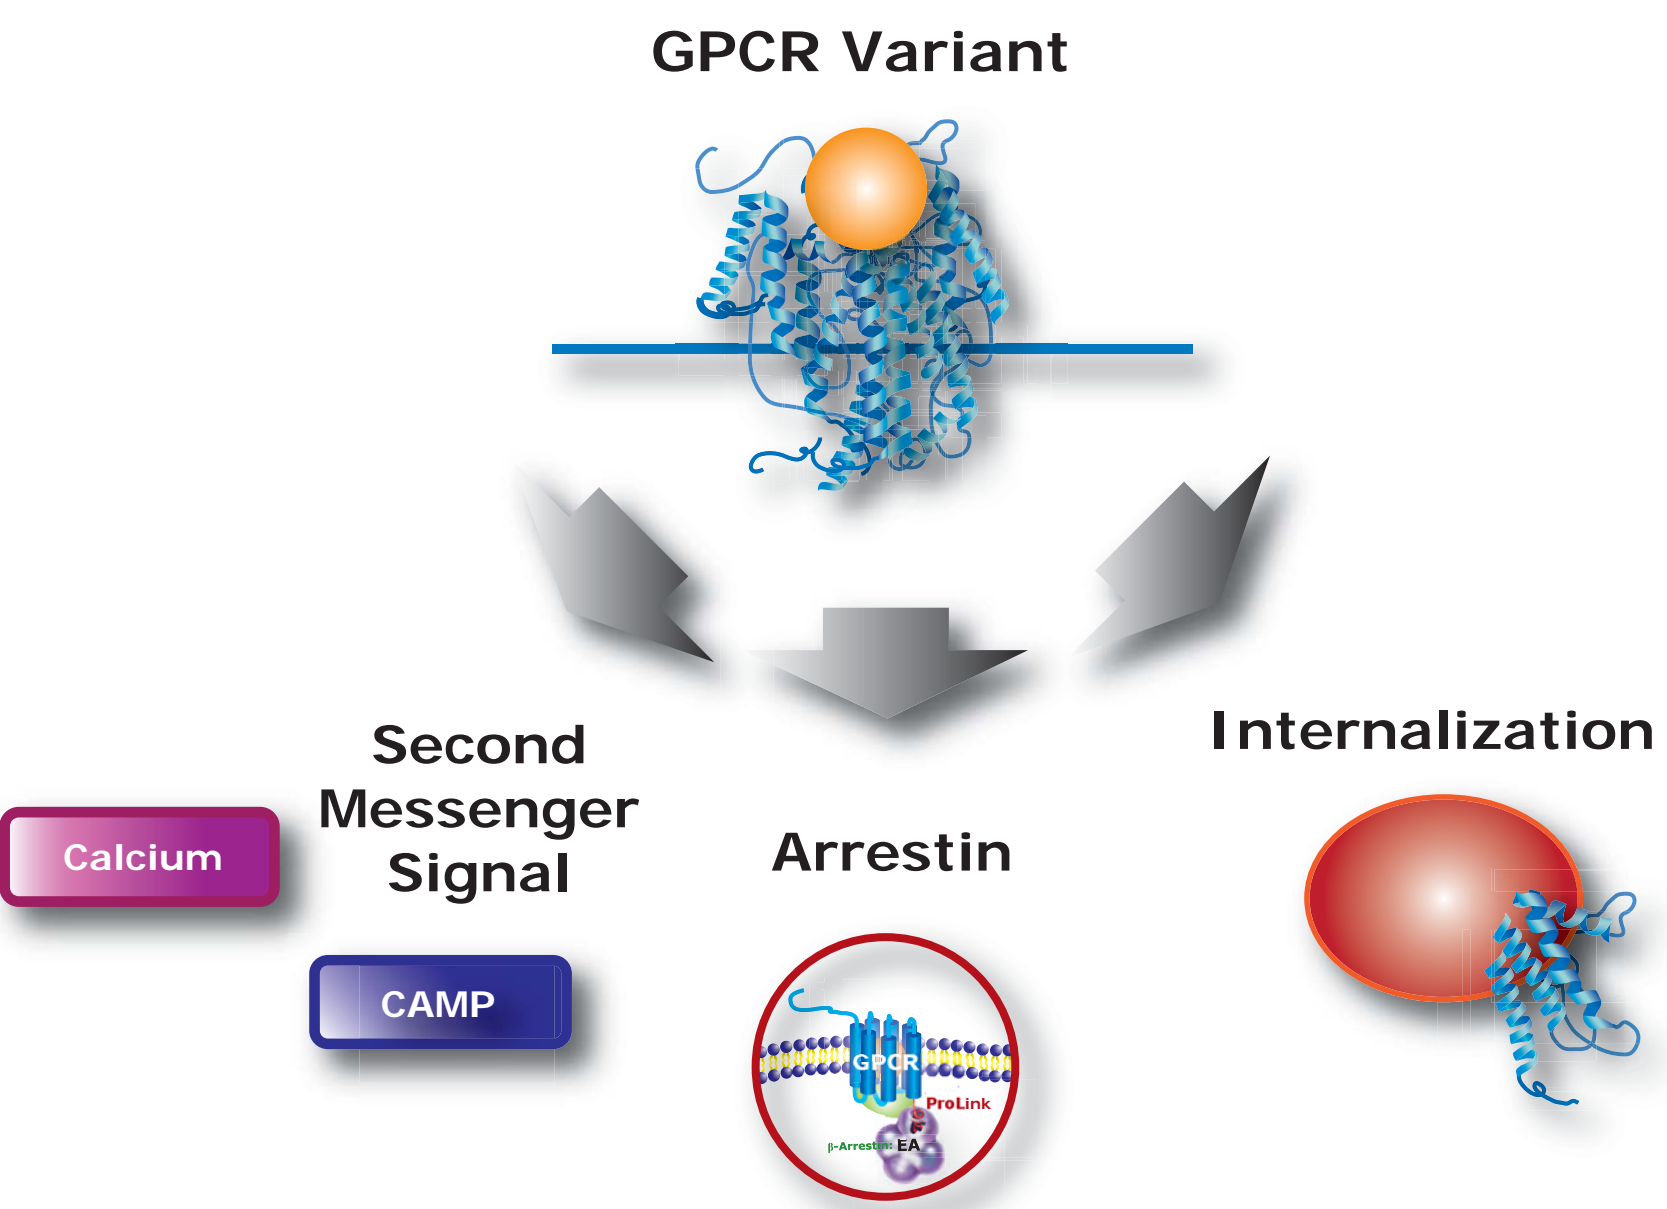 GPCR Variant
Second
Messenger
Signal
Calcium
CAMP
Arrestin
GPCR
ProLink
β-Arrestin: EA
Internalization